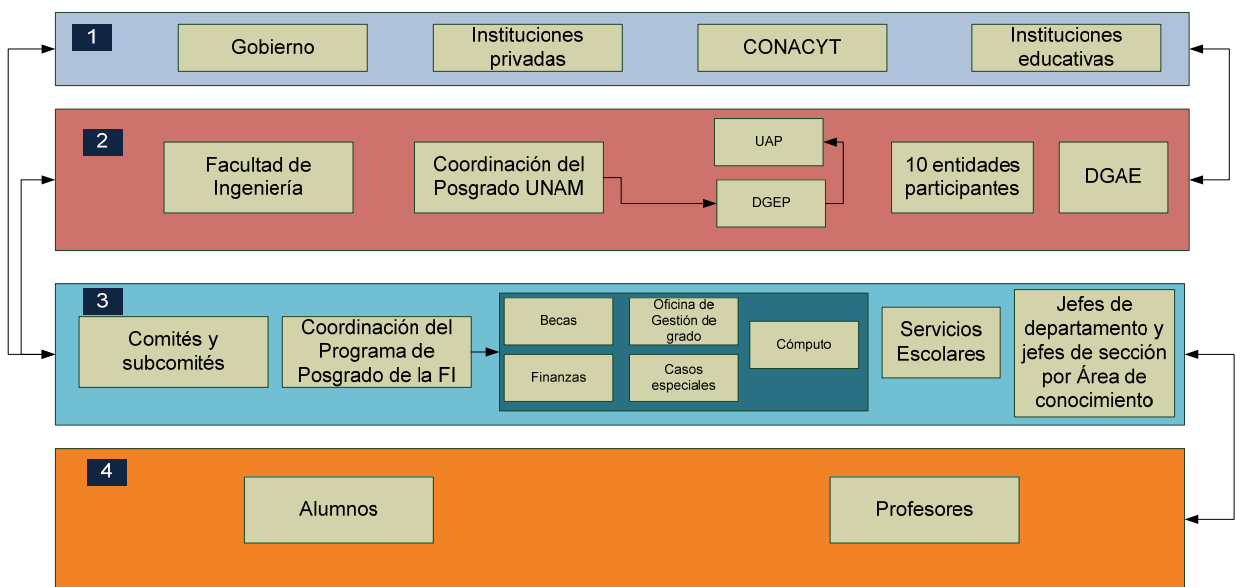 1
Gobierno
Instituciones
privadas
CONACYT
Instituciones
educativas
2
Facultad de
Ingeniería
Coordinación del
Posgrado UNAM
UAP
DGEP
10 entidades
participantes
DGAE
3
Comités y
subcomités
Coordinación del
Programa de
Posgrado de la FI
Becas
Finanzas
Oficina de
Gestión de
grado
Casos
especiales
Cómputo
Servicios
Escolares
Jefes de
departamento y
jefes de sección
por Área de
conocimiento
4
Alumnos
Profesores